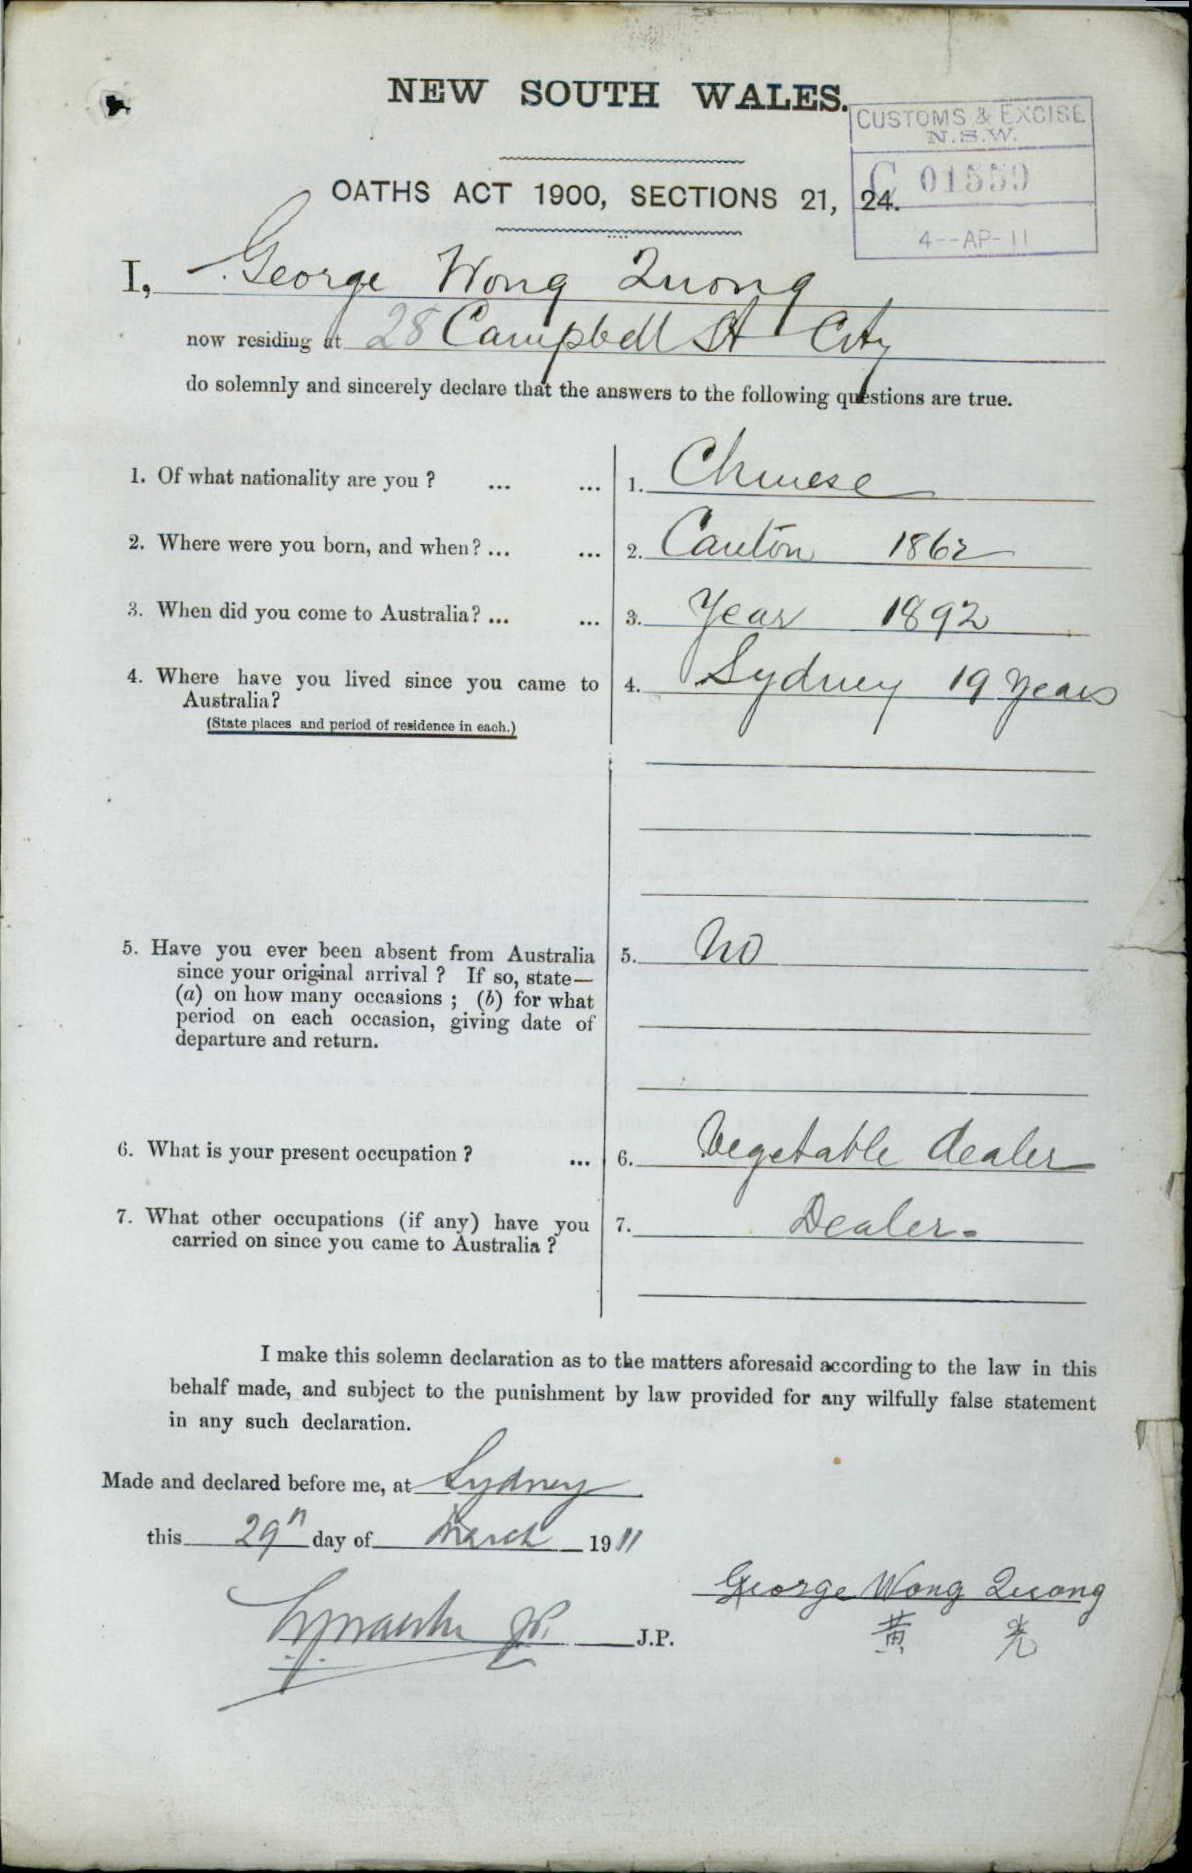 NEW SOUTH WALES.
CUSTOMS & EXCISE
N.S.W.
C 01559
4--AP-11
OATHS ACT 1900, SECTIONS 21, 24.
I, George Wong Quong
now residing at 28 Campbell St City
do solemnly and sincerely declare that the answers to the following questions are true.
1. Of what nationality are you ? ... ... 1. Chinese
2. Where were you born, and when? ... ... 2. Canton 1862
3. When did you come to Australia? ... ... 3. Year 1892
4. Where have you lived since you came to 4. Sydney 19 years
Australia?
(State places and period of residence in each.)
5. Have you ever been absent from Australia 5. No
since your original arrival ? If so, state—
(a) on how many occasions ; (b) for what
period on each occasion, giving date of
departure and return.
6. What is your present occupation ? ... 6. Vegetable dealer
7. What other occupations (if any) have you 7. Dealer-
carried on since you came to Australia ?
I make this solemn declaration as to the matters aforesaid according to the law in this
behalf made, and subject to the punishment by law provided for any wilfully false statement
in any such declaration.
Made and declared before me, at Sydney
this 29th day of March 1911
George Wong Quong
J.P. J.P.
黄 光